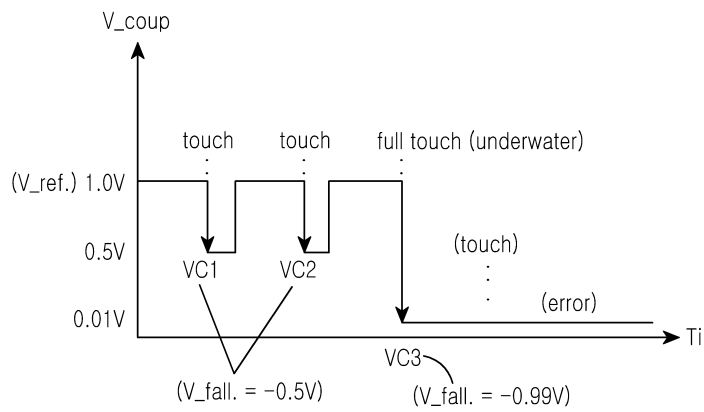 V_coup
touch
touch
full touch (underwater)
(V_ref.) 1.0V
0.5V
(touch)
VC1
VC2
(error)
0.01V
Ti
VC3
(V_fall. = -0.5V)
(V_fall. = -0.99V)